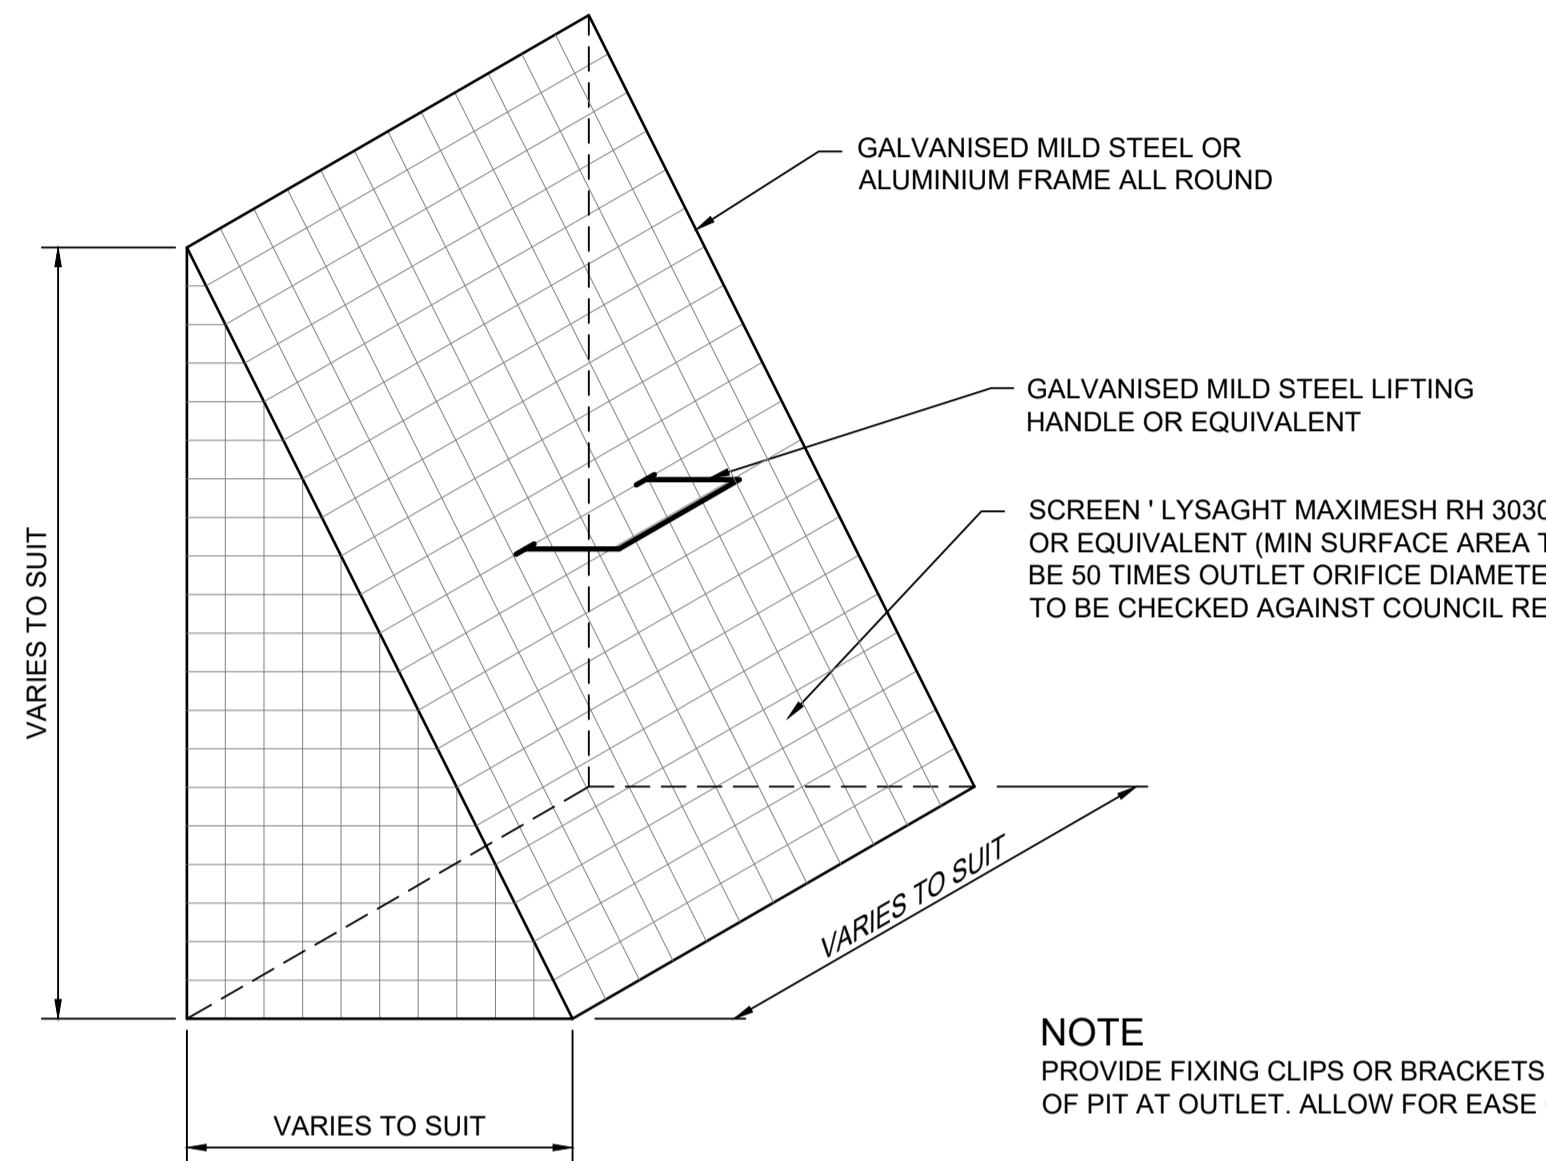 GALVANISED MILD STEEL OR
ALUMINIUM FRAME ALL ROUND
GALVANISED MILD STEEL LIFTING
HANDLE OR EQUIVALENT
SCREEN ' LYSAGHT MAXIMESH RH 3030
OR EQUIVALENT (MIN SURFACE AREA
BE 50 TIMES OUTLET ORIFICE
TO BE CHECKED AGAINST COUNCIL
VARIES TO SUIT
VARIES TO SUIT
VARIES TO SUIT
NOTE
PROVIDE FIXING CLIPS OR BRACKETS
OF PIT AT OUTLET. ALLOW FOR EASE